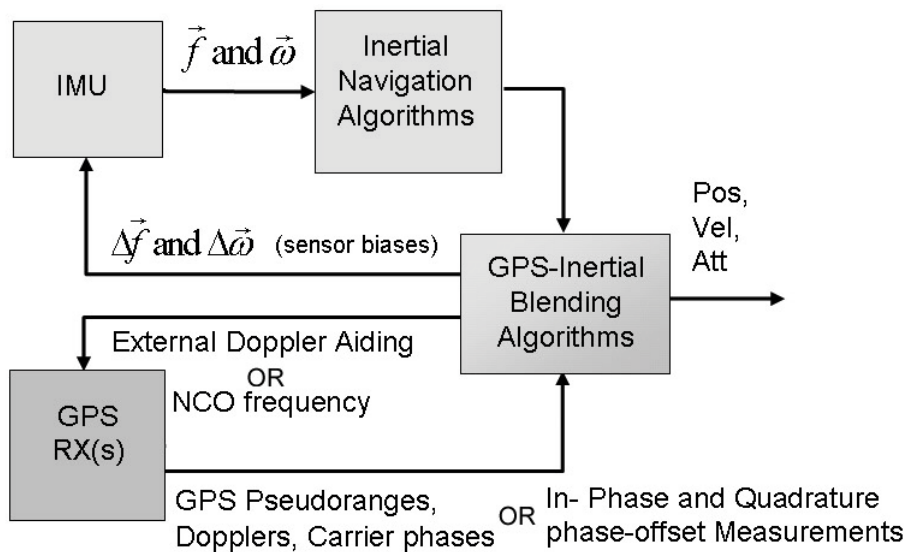 IMU
f⃗ and ω⃗
Inertial
Navigation
Algorithms
Δf⃗ and Δω⃗ (sensor biases)
GPS-Inertial
Blending
Algorithms
Pos,
Vel,
Att
External Doppler Aiding
OR
NCO frequency
GPS
RX(s)
GPS Pseudoranges,
Dopplers, Carrier phases
OR
In- Phase and Quadrature
phase-offset Measurements